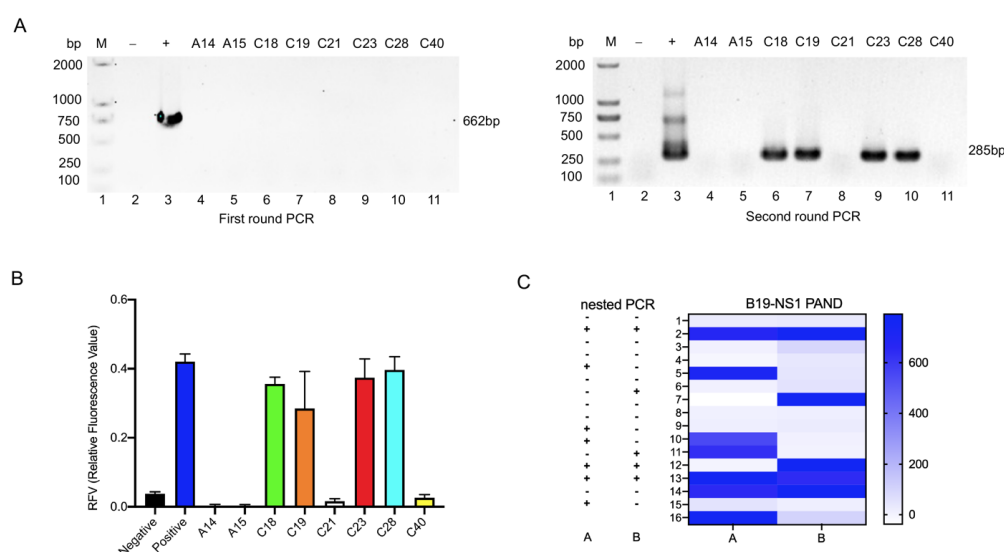 A
bp M – + A14 A15 C18 C19 C21 C23 C28 C40
2000
1000
750
500
250
100
662bp
1 2 3 4 5 6 7 8 9 10 11
First round PCR
bp M – + A14 A15 C18 C19 C21 C23 C28 C40
2000
1000
750
500
250
100
285bp
1 2 3 4 5 6 7 8 9 10 11
Second round PCR
B
RFV (Relative Fluorescence Value)
0.6
0.4
0.2
0.0
Negative Positive A14 A15 C18 C19 C21 C23 C28 C40
C
nested PCR B19-NS1 PAND
- - 1
+ + 2
- - 3
- - 4
+ - 5
- - 6
- + 7
- - 8
- - 9
+ - 10
+ - 11
- + 12
+ + 13
+ + 14
- - 15
+ - 16
A B A B
600
400
200
0